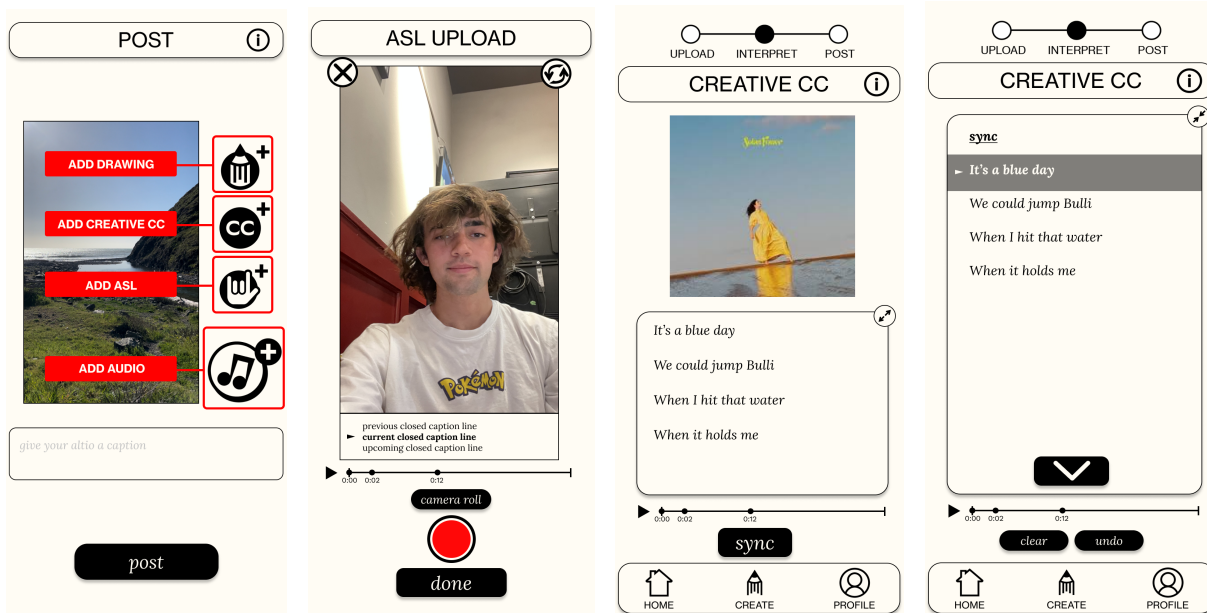 POST
i
ADD DRAWING
ADD CREATIVE CC
CC
ADD ASL
ADD AUDIO
give your altio a caption
post
ASL UPLOAD
Pokémon
previous closed caption line
► current closed caption line
upcoming closed caption line
0:00 0:02 0:12
camera roll
done
UPLOAD INTERPRET POST
CREATIVE CC i
It's a blue day
We could jump Bulli
When I hit that water
When it holds me
0:00 0:02 0:12
sync
HOME CREATE PROFILE
UPLOAD INTERPRET POST
CREATIVE CC i
sync
► It's a blue day
We could jump Bulli
When I hit that water
When it holds me
0:00 0:02 0:12
clear undo
HOME CREATE PROFILE